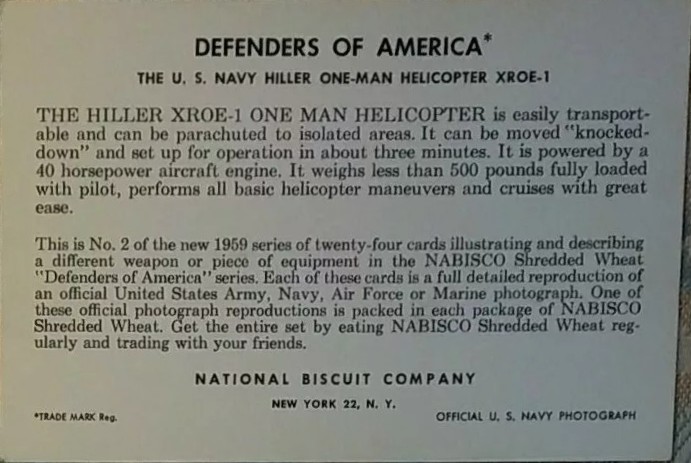 DEFENDERS OF AMERICA*
THE U. S. NAVY HILLER ONE-MAN HELICOPTER XROE-1
THE HILLER XROE-1 ONE MAN HELICOPTER is easily transport-
able and can be parachuted to isolated areas. It can be moved "knocked-
down" and set up for operation in about three minutes. It is powered by a
40 horsepower aircraft engine. It weighs less than 500 pounds fully loaded
with pilot, performs all basic helicopter maneuvers and cruises with great
ease.
This is No. 2 of the new 1959 series of twenty-four cards illustrating and describing
a different weapon or piece of equipment in the NABISCO Shredded Wheat
"Defenders of America" series. Each of these cards is a full detailed reproduction of
an official United States Army, Navy, Air Force or Marine photograph. One of
these official photograph reproductions is packed in each package of NABISCO
Shredded Wheat. Get the entire set by eating NABISCO Shredded Wheat reg-
ularly and trading with your friends.
NATIONAL BISCUIT COMPANY
NEW YORK 22, N. Y.
*TRADE MARK Reg.
OFFICIAL U. S. NAVY PHOTOGRAPH